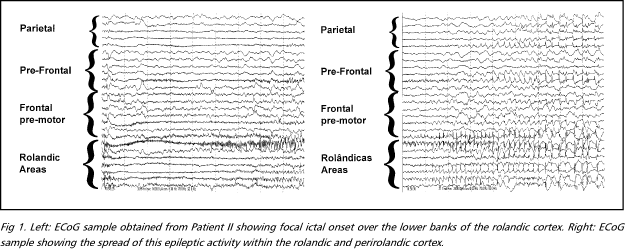 Parietal
Pre-Frontal
Frontal
pre-motor
Rolandic
Areas
Parietal
Pre-Frontal
Frontal
pre-motor
Rolândicas
Areas
Fig 1. Left: ECoG sample obtained from Patient II showing focal ictal onset over the lower banks of the rolandic cortex. Right: ECoG
sample showing the spread of this epileptic activity within the rolandic and perirolandic cortex.